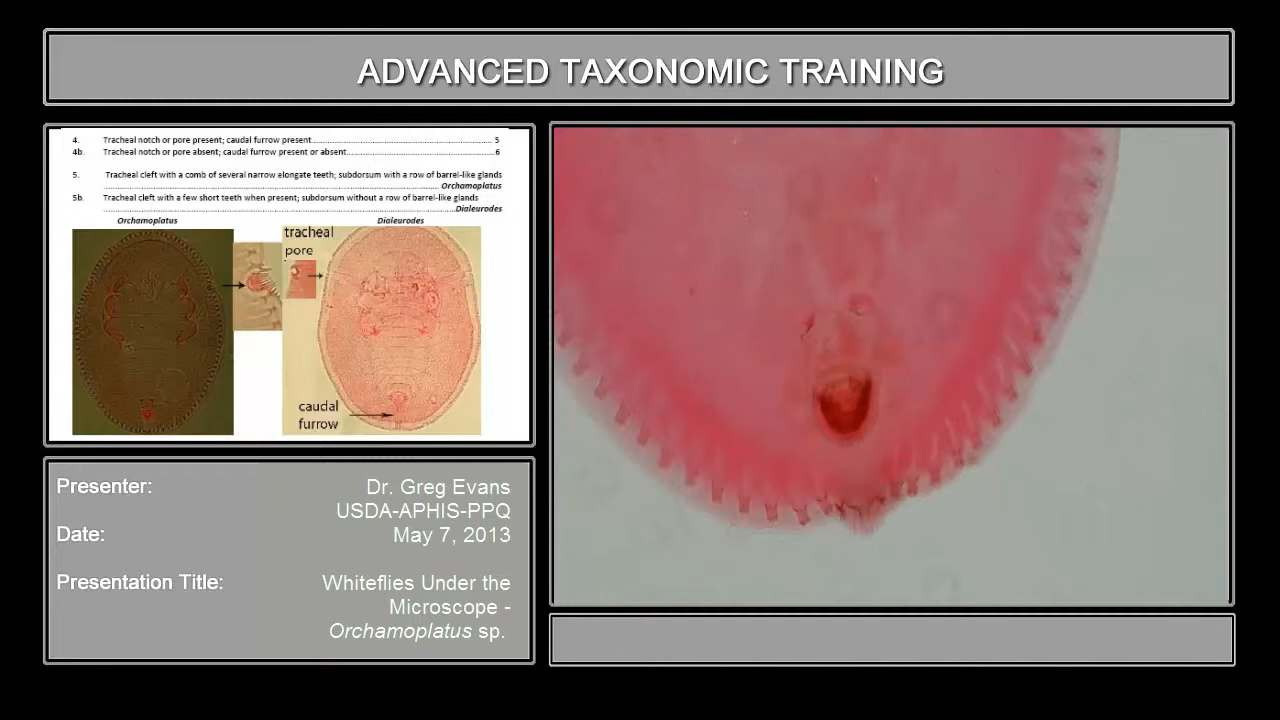 ADVANCED TAXONOMIC TRAINING
4. Tracheal notch or pore present; caudal furrow present.......................................................................... 5
4b. Tracheal notch or pore absent; caudal furrow present or absent............................................................6
5. Tracheal cleft with a comb of several narrow elongate teeth; subdorsum with a row of barrel-like glands
.................................................................................................................... Orchamoplatus
5b. Tracheal cleft with a few short teeth when present; subdorsum without a row of barrel-like glands
..........................................................................................................................Dialeurodes
Orchamoplatus Dialeurodes
tracheal
pore
caudal
furrow
Presenter: Dr. Greg Evans
USDA-APHIS-PPQ
Date: May 7, 2013
Presentation Title: Whiteflies Under the
Microscope -
Orchamoplatus sp.